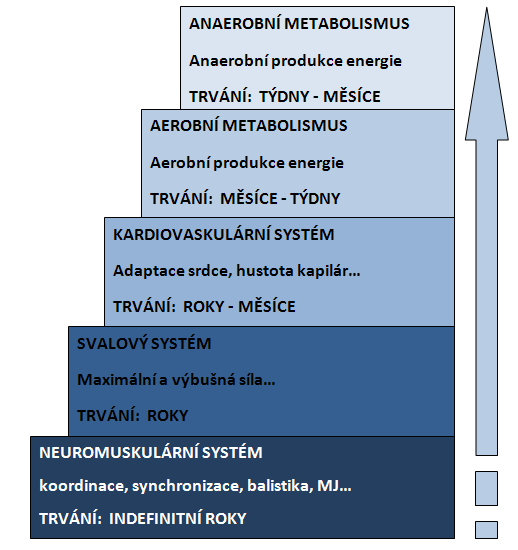 ANAEROBNÍ METABOLISMUS
Anaerobní produkce energie
TRVÁNÍ: TÝDNY - MĚSÍCE
AEROBNÍ METABOLISMUS
Aerobní produkce energie
TRVÁNÍ: MĚSÍCE - TÝDNY
KARDIOVASKULÁRNÍ SYSTÉM
Adaptace srdce, hustota kapilár...
TRVÁNÍ: ROKY - MĚSÍCE
SVALOVÝ SYSTÉM
Maximální a výbušná síla...
TRVÁNÍ: ROKY
NEUROMUSKULÁRNÍ SYSTÉM
koordinace, synchronizace, balistika, MJ...
TRVÁNÍ: INDEFINITNÍ ROKY